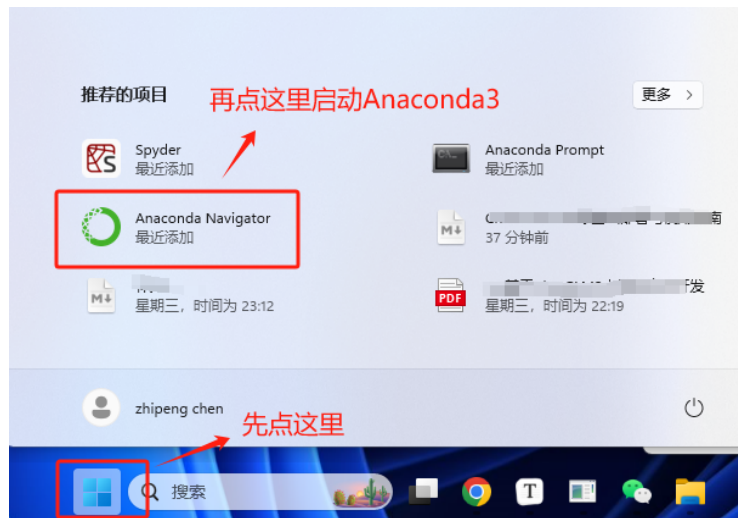 推荐的项目
再点这里启动Anaconda3
更多
Spyder
最近添加
Anaconda Prompt
最近添加
Anaconda Navigator
最近添加
南
37 分钟前
M↓
M↓
星期三，时间为 23:12
PDF
开发
星期三，时间为 22:19
zhipeng chen
先点这里
搜索
T